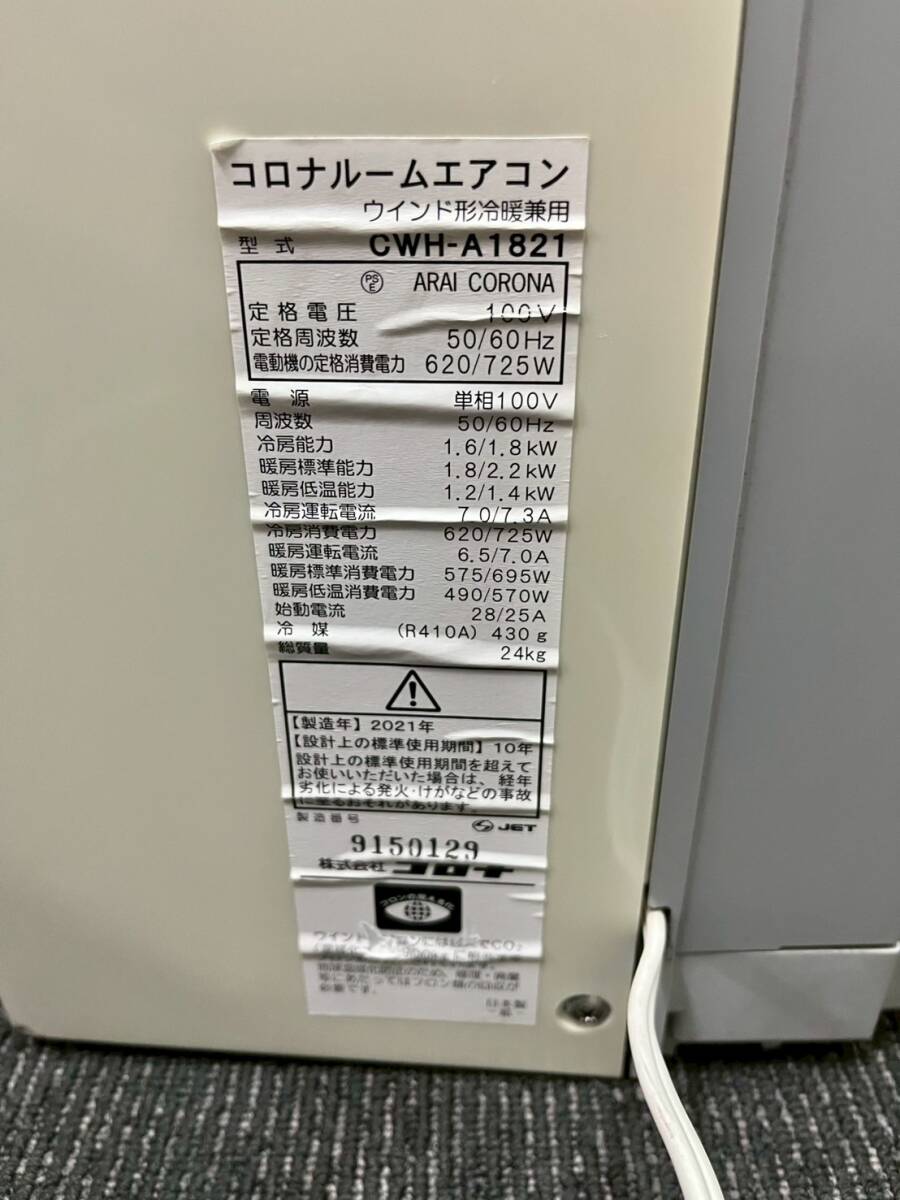 コロナルームエアコン
ウインド形冷暖兼用
型式 CWH-A1821
PSE ARAI CORONA
定格電圧 100V
定格周波数 50/60Hz
電動機の定格消費電力 620/725W
電源 単相100V
周波数 50/60Hz
冷房能力 1.6/1.8kW
暖房標準能力 1.8/2.2kW
暖房低温能力 1.2/1.4kW
冷房運転電流 7.0/7.3A
冷房消費電力 620/725W
暖房運転電流 6.5/7.0A
暖房標準消費電力 575/695W
暖房低温消費電力 490/570W
始動電流 28/25A
冷媒 (R410A) 430g
総質量 24kg
【製造年】2021年
【設計上の標準使用期間】10年
設計上の標準使用期間を超えて
お使いいただいた場合は、経年
劣化による発火・けがなどの事故
に至るおそれがあります。
製造番号 JET
9150129
株式会社コロナ
フロンの見える化